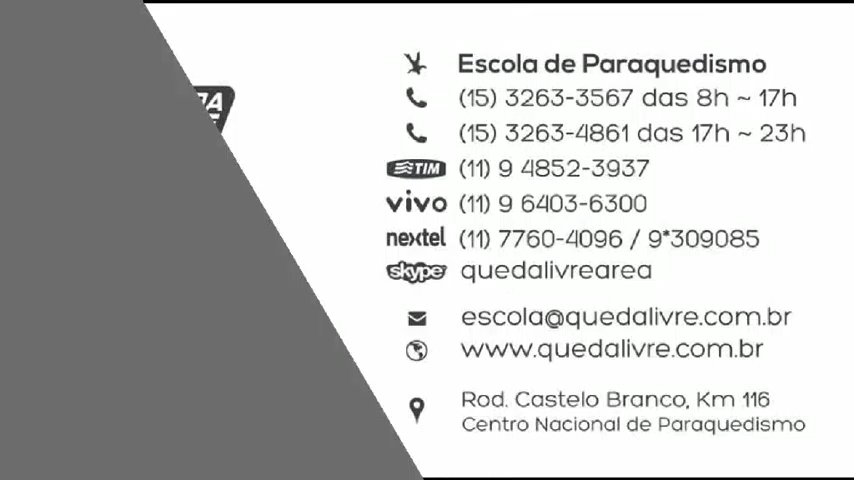 Escola de Paraquedismo
(15) 3263-3567 das 8h ~ 17h
(15) 3263-4861 das 17h ~ 23h
TIM (11) 9 4852-3937
vivo (11) 9 6403-6300
nextel (11) 7760-4096 / 9*309085
skype quedalivrearea
escola@quedalivre.com.br
www.quedalivre.com.br
Rod. Castelo Branco, Km 116
Centro Nacional de Paraquedismo